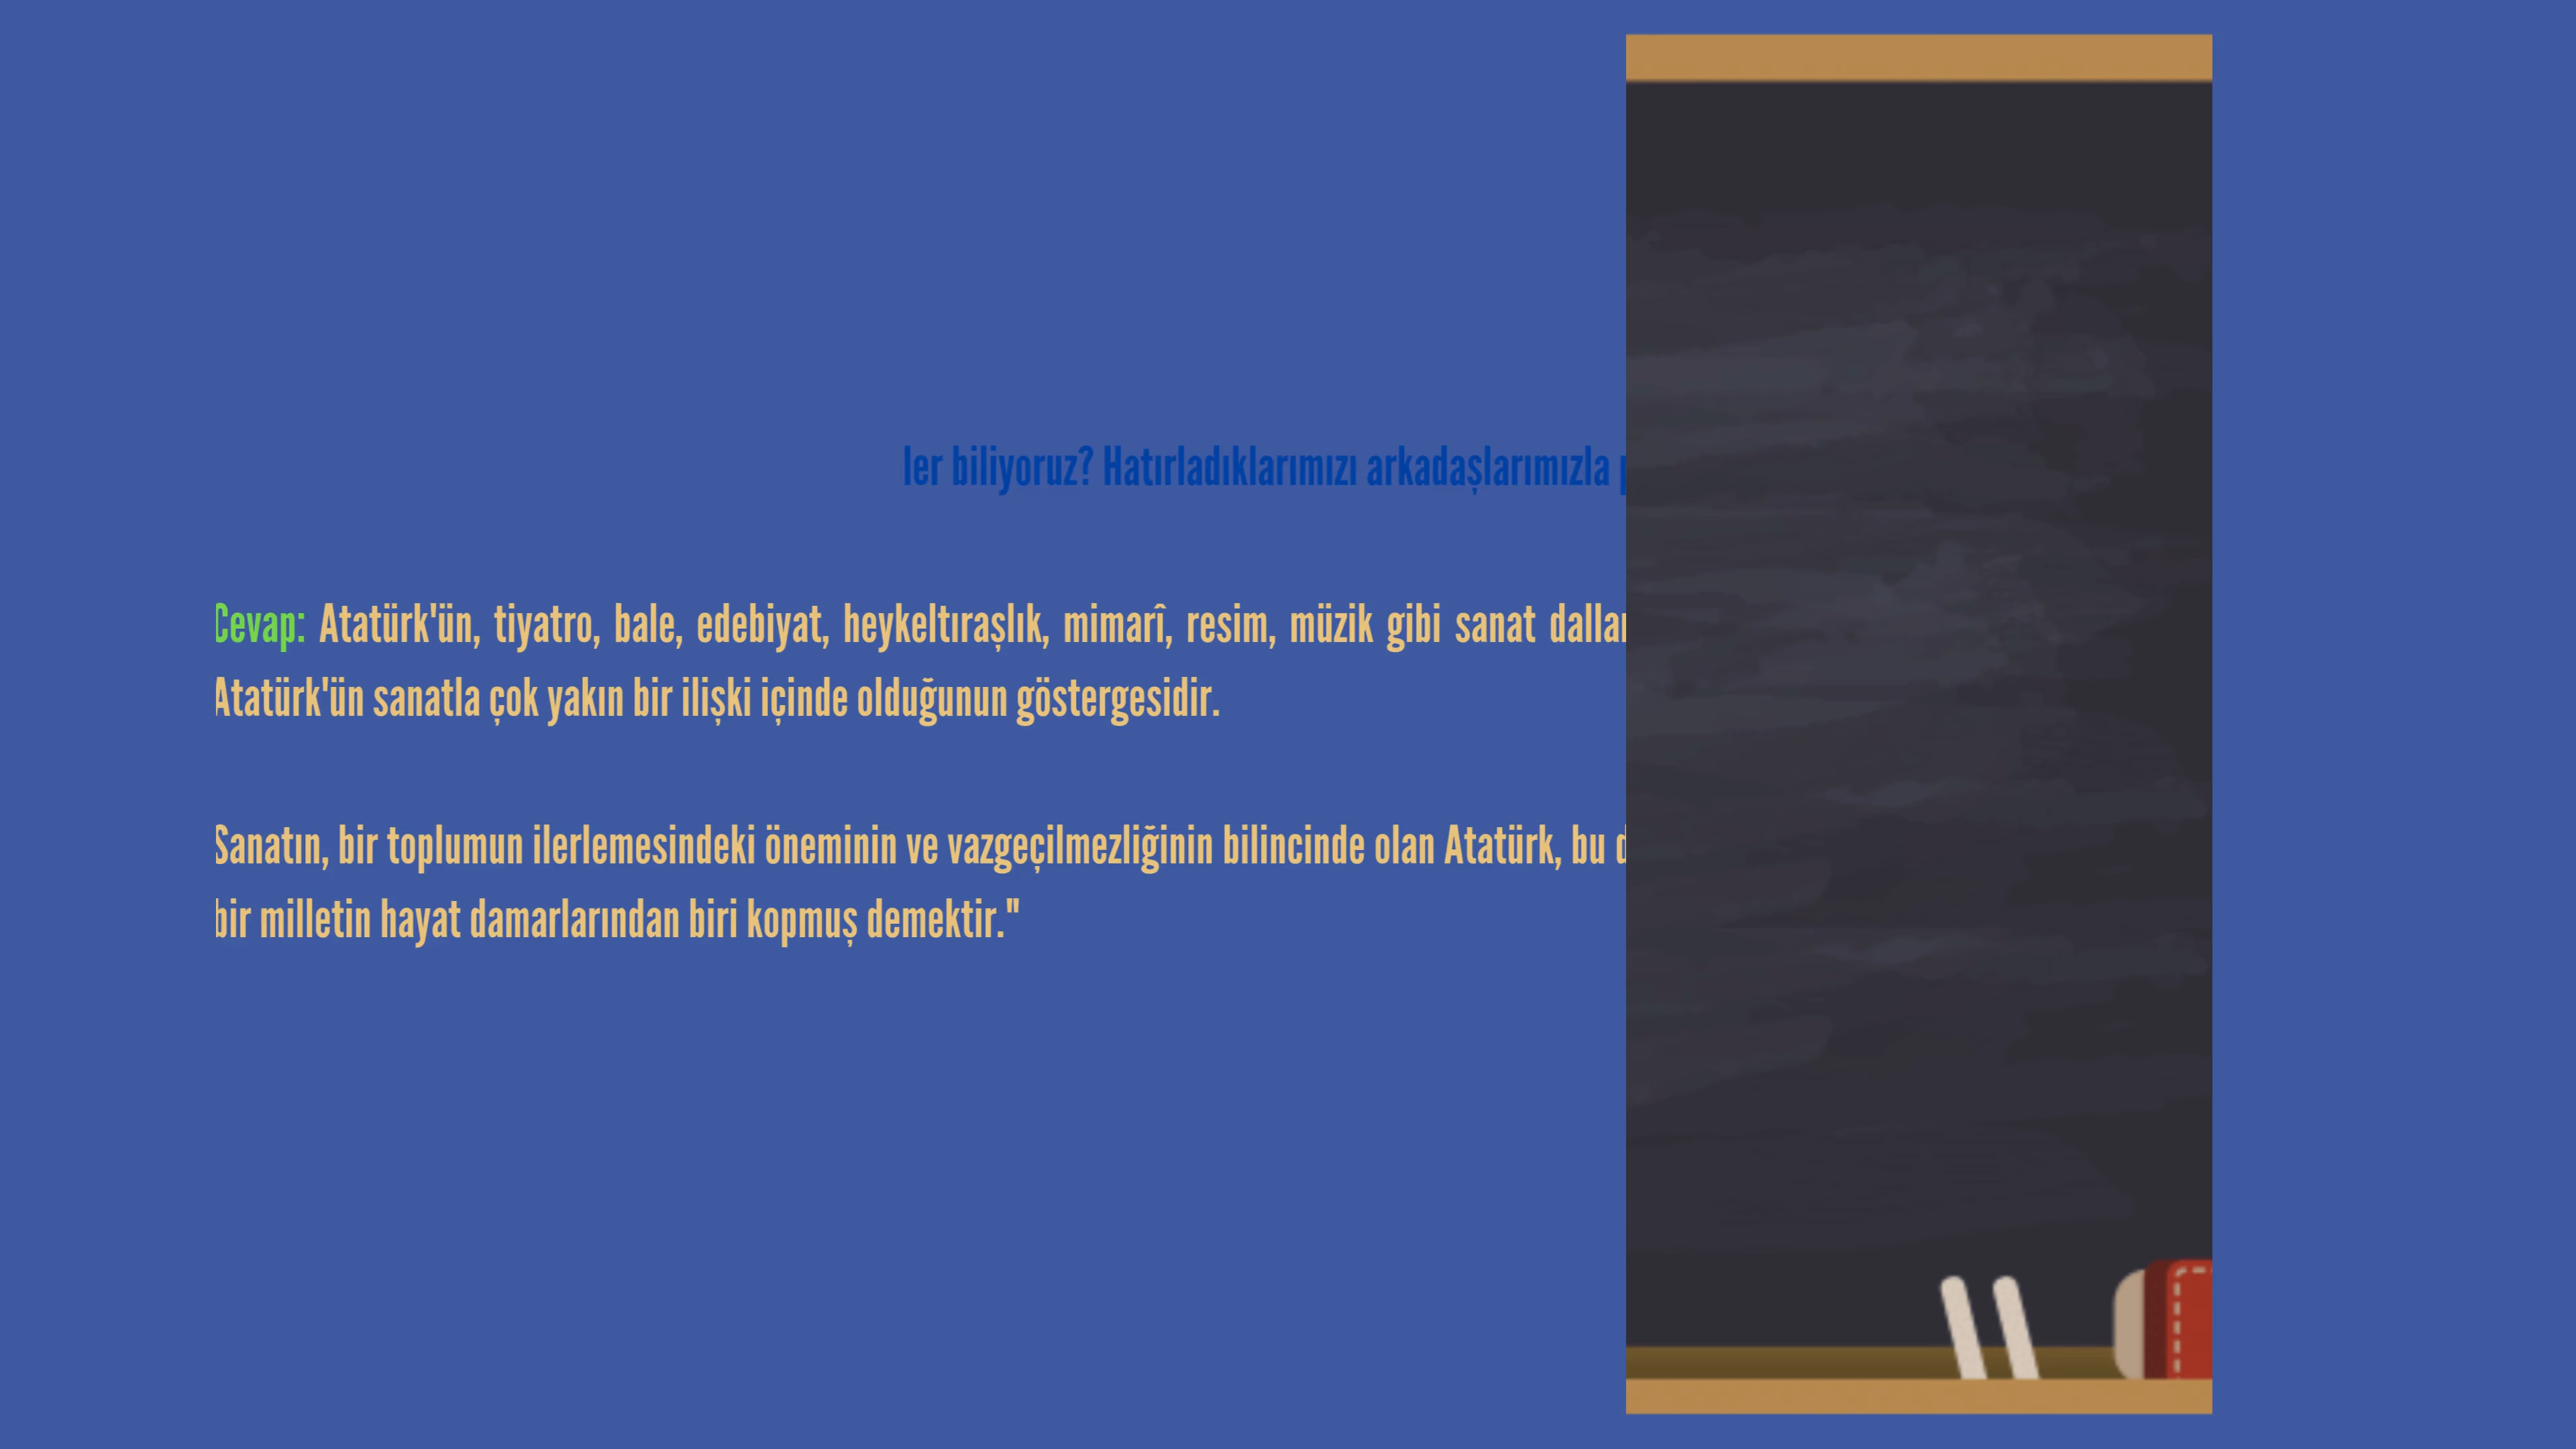 ler biliyoruz? Hatırladıklarımızı arkadaşlarımızla
Cevap: Atatürk'ün, tiyatro, bale, edebiyat, heykeltıraşlık, mimarî, resim, müzik gibi sanat dallar
Atatürk'ün sanatla çok yakın bir ilişki içinde olduğunun göstergesidir.
Sanatın, bir toplumun ilerlemesindeki öneminin ve vazgeçilmezliğinin bilincinde olan Atatürk, bu
bir milletin hayat damarlarından biri kopmuş demektir."